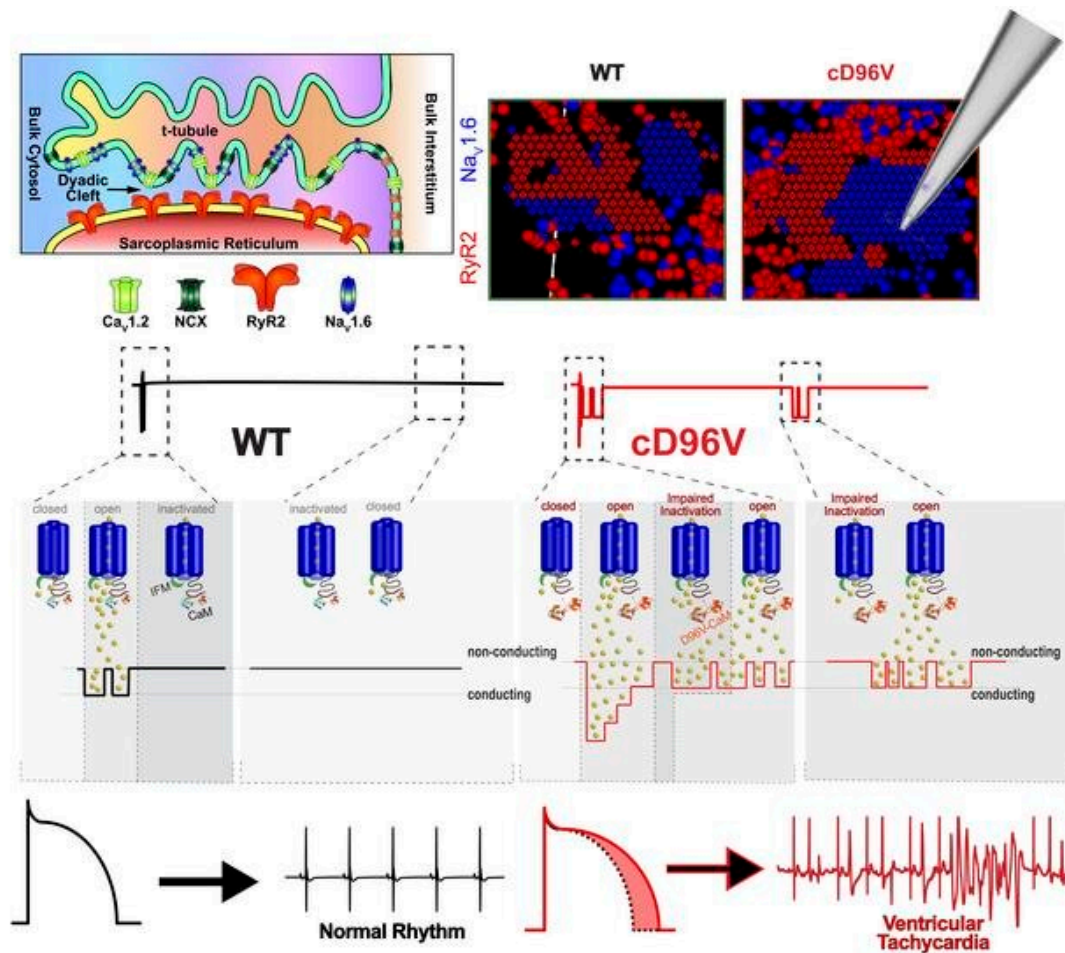 Bulk Cytosol
t-tubule
Dyadic
Cleft
Sarcoplasmic Reticulum
Bulk Interstitium
CaV1.2
NCX
RyR2
NaV1.6
RyR2 NaV1.6
WT
cD96V
WT
cD96V
closed
open
inactivated
IFM
CaM
inactivated
closed
closed
open
Impaired
Inactivation
open
D96V-CaM
Impaired
Inactivation
open
non-conducting
conducting
non-conducting
conducting
Normal Rhythm
Ventricular
Tachycardia